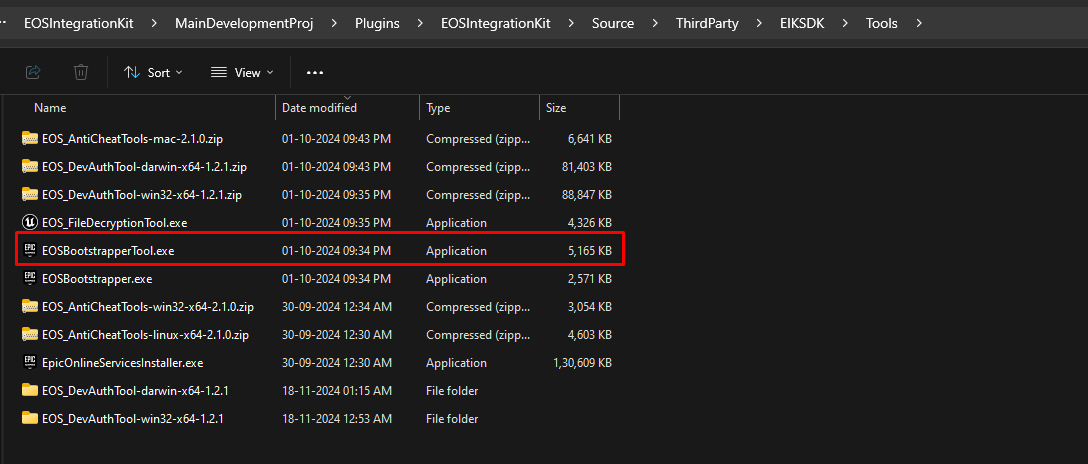 EOSIntegrationKit > MainDevelopmentProj > Plugins > EOSIntegrationKit > Source > ThirdParty > EIKSDK > Tools >
Sort View
Name Date modified Type Size
EOS_AntiCheatTools-mac-2.1.0.zip 01-10-2024 09:43 PM Compressed (zipp... 6,641 KB
EOS_DevAuthTool-darwin-x64-1.2.1.zip 01-10-2024 09:43 PM Compressed (zipp... 81,403 KB
EOS_DevAuthTool-win32-x64-1.2.1.zip 01-10-2024 09:35 PM Compressed (zipp... 88,847 KB
EOS_FileDecryptionTool.exe 01-10-2024 09:35 PM Application 4,326 KB
EPIC EOSBootstrapperTool.exe 01-10-2024 09:34 PM Application 5,165 KB
EPIC EOSBootstrapper.exe 01-10-2024 09:34 PM Application 2,571 KB
EOS_AntiCheatTools-win32-x64-2.1.0.zip 30-09-2024 12:34 AM Compressed (zipp... 3,054 KB
EOS_AntiCheatTools-linux-x64-2.1.0.zip 30-09-2024 12:30 AM Compressed (zipp... 4,603 KB
EPIC EpicOnlineServicesInstaller.exe 30-09-2024 12:30 AM Application 1,30,609 KB
EOS_DevAuthTool-darwin-x64-1.2.1 18-11-2024 01:15 AM File folder
EOS_DevAuthTool-win32-x64-1.2.1 18-11-2024 12:53 AM File folder